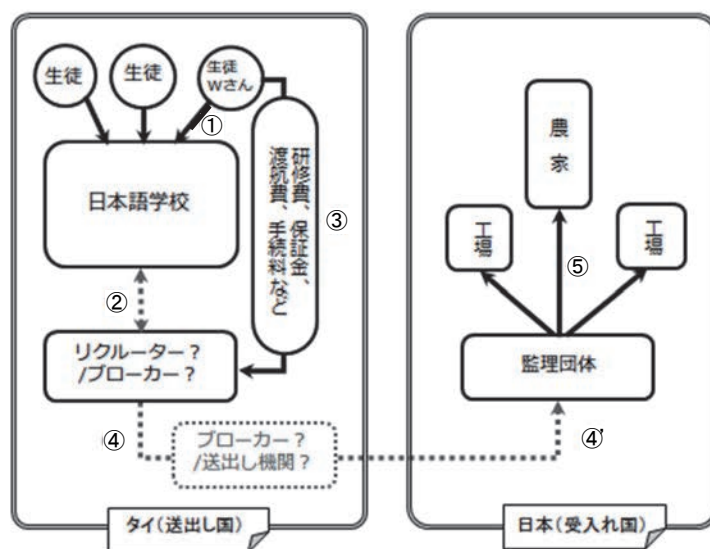 生徒
生徒
生徒
Wさん
①
日本語学校
研修費、保証金、
渡航費、手続料など
③
②
リクルーター？
/ブローカー？
④
ブローカー？
/送出し機関？
タイ（送出し国）
農家
工場
工場
⑤
監理団体
④'
日本（受入れ国）